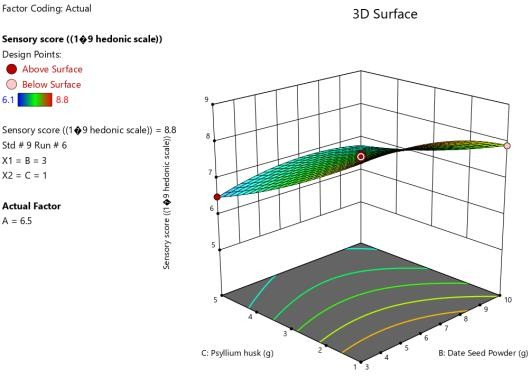 Factor Coding: Actual
3D Surface
Sensory score ((1�9 hedonic scale))
Design Points:
Above Surface
Below Surface
6.1 8.8
Sensory score ((1�9 hedonic scale)) = 8.8
Std # 9 Run # 6
X1 = B = 3
X2 = C = 1
Actual Factor
A = 6.5
Sensory score ((1�9 hedonic scale))
9
8
7
6
5
5
4
3
2
1
3
4
5
6
7
8
9
10
C: Psyllium husk (g)
B: Date Seed Powder (g)